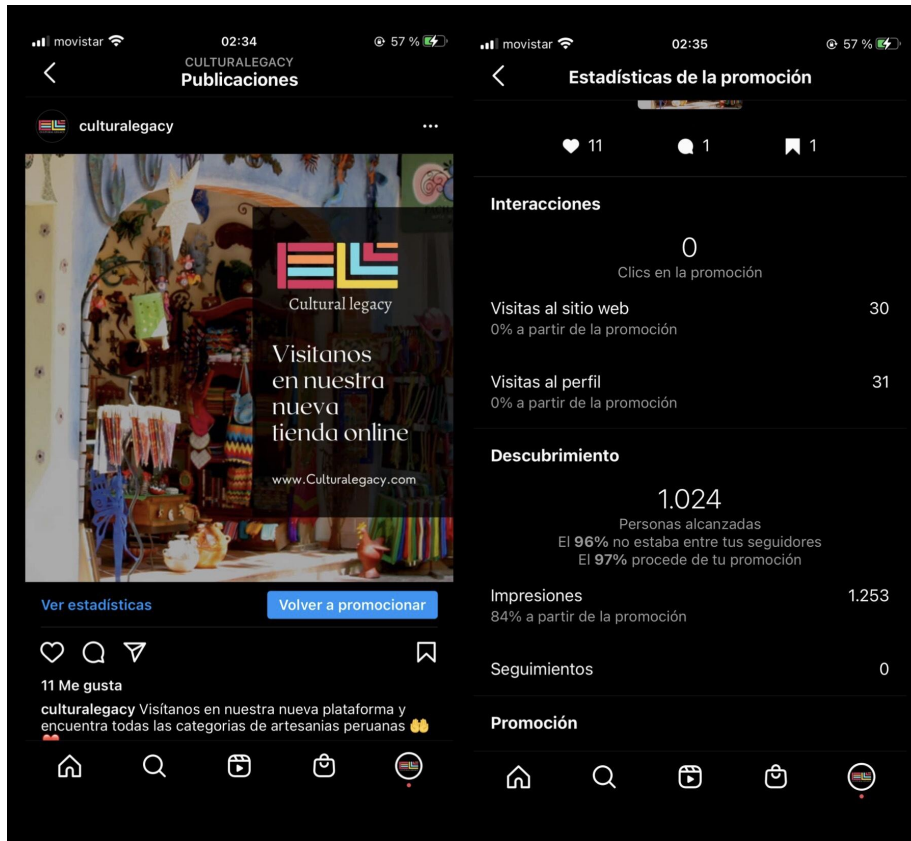 movistar 02:34 57 %
CULTURALEGACY
Publicaciones
culturalegacy
Cultural legacy
Visitanos
en nuestra
nueva
tienda online
www.Culturalegacy.com
Ver estadísticas Volver a promocionar
11 Me gusta
culturalegacy Visítanos en nuestra nueva plataforma y
encuentra todas las categorias de artesanias peruanas 🤲
❤️
movistar 02:35 57 %
Estadísticas de la promoción
11 1 1
Interacciones
0
Clics en la promoción
Visitas al sitio web 30
0% a partir de la promoción
Visitas al perfil 31
0% a partir de la promoción
Descubrimiento
1.024
Personas alcanzadas
El 96% no estaba entre tus seguidores
El 97% procede de tu promoción
Impresiones 1.253
84% a partir de la promoción
Seguimientos 0
Promoción